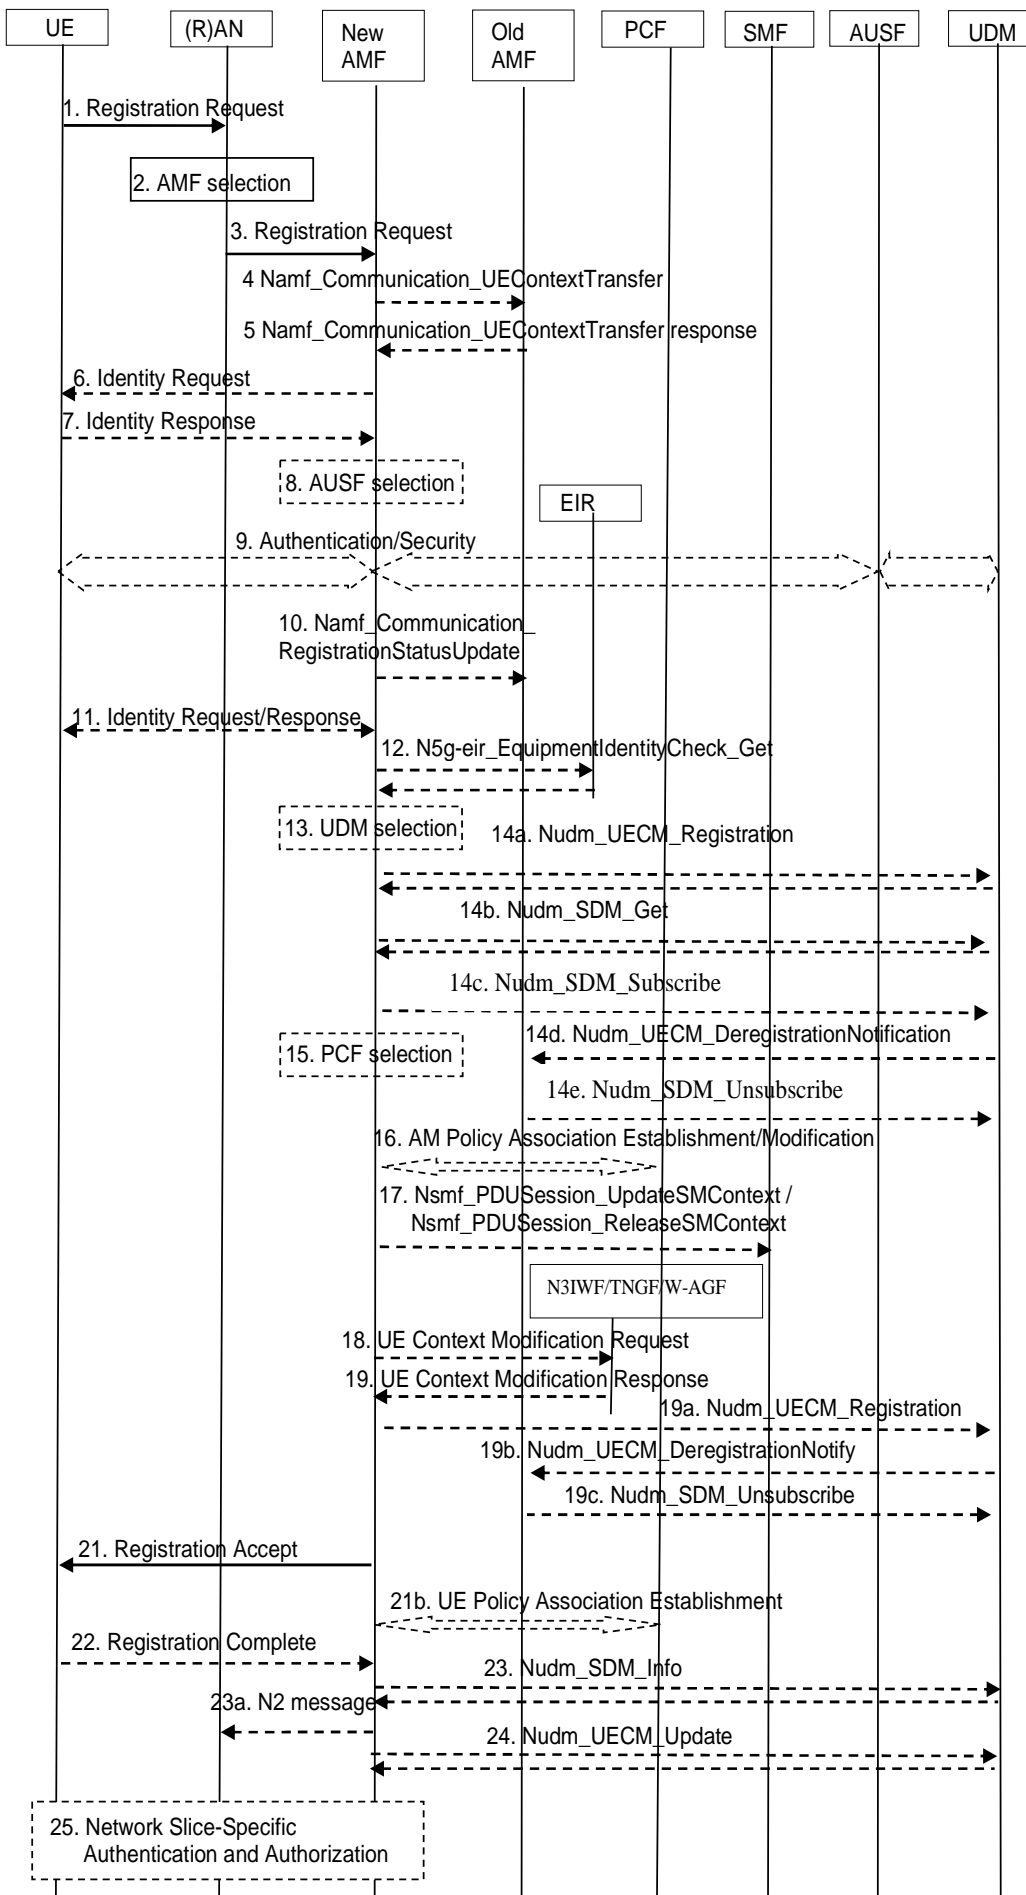 UE
(R)AN
New
AMF
Old
AMF
PCF
SMF
AUSF
UDM
1. Registration Request
2. AMF selection
3. Registration Request
4 Namf_Communication_UEContextTransfer
5 Namf_Communication_UEContextTransfer response
6. Identity Request
7. Identity Response
8. AUSF selection
EIR
9. Authentication/Security
10. Namf_Communication_
RegistrationStatusUpdate
11. Identity Request/Response
12. N5g-eir_EquipmentIdentityCheck_Get
13. UDM selection
14a. Nudm_UECM_Registration
14b. Nudm_SDM_Get
14c. Nudm_SDM_Subscribe
14d. Nudm_UECM_DeregistrationNotification
15. PCF selection
14e. Nudm_SDM_Unsubscribe
16. AM Policy Association Establishment/Modification
17. Nsmf_PDUSession_UpdateSMContext /
Nsmf_PDUSession_ReleaseSMContext
N3IWF/TNGF/W-AGF
18. UE Context Modification Request
19. UE Context Modification Response
19a. Nudm_UECM_Registration
19b. Nudm_UECM_DeregistrationNotify
19c. Nudm_SDM_Unsubscribe
21. Registration Accept
21b. UE Policy Association Establishment
22. Registration Complete
23. Nudm_SDM_Info
23a. N2 message
24. Nudm_UECM_Update
25. Network Slice-Specific
Authentication and Authorization